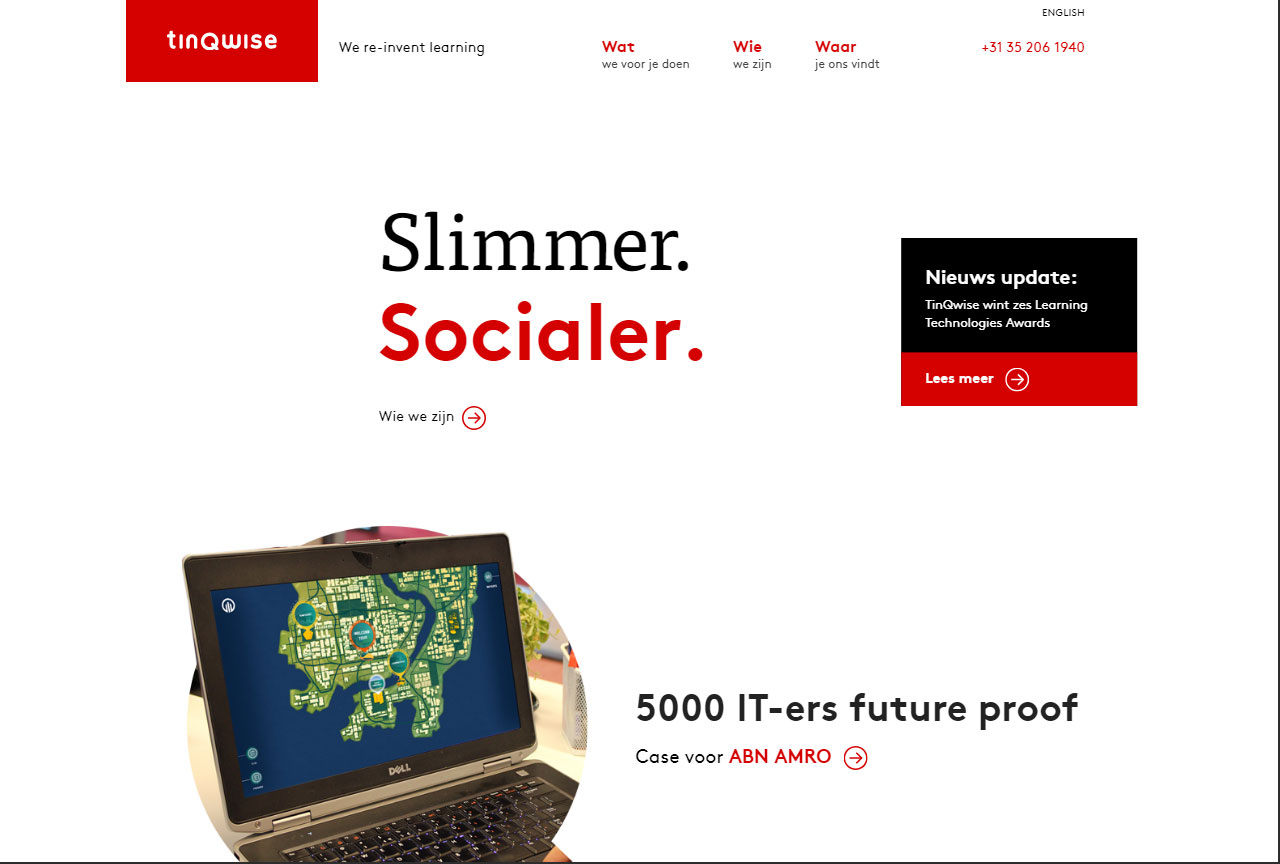 ENGLISH
tinQwise
We re-invent learning
Wat
we voor je doen
Wie
we zijn
Waar
je ons vindt
+31 35 206 1940
Slimmer.
Socialer.
Wie we zijn
Nieuws update:
TinQwise wint zes Learning
Technologies Awards
Lees meer
DELL
5000 IT-ers future proof
Case voor ABN AMRO